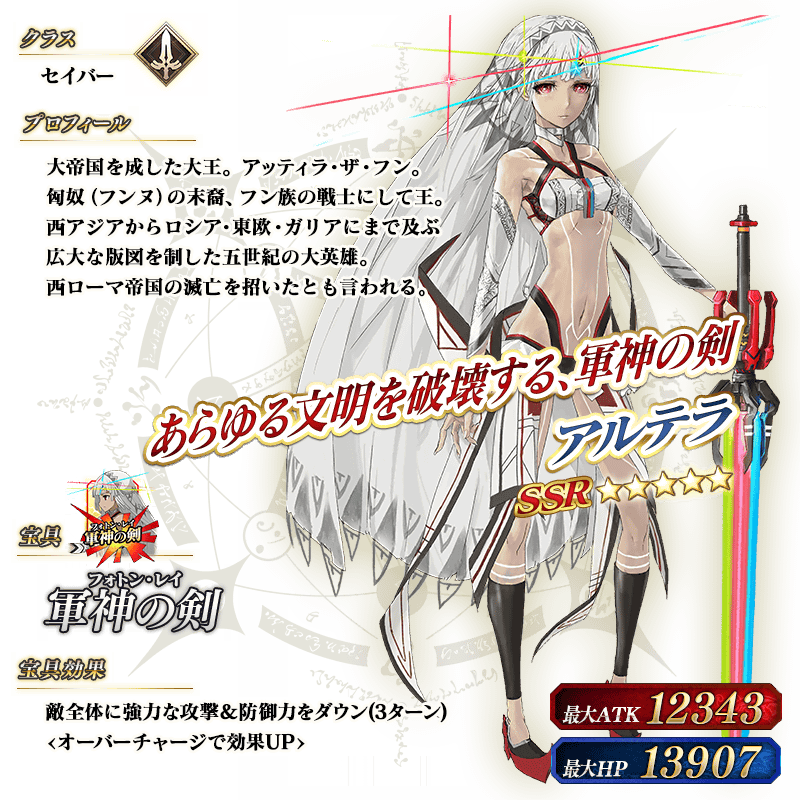 クラス
セイバー
プロフィール
大帝国を成した大王。アッティラ・ザ・フン。
匈奴（フンヌ）の末裔、フン族の戦士にして王。
西アジアからロシア・東欧・ガリアにまで及ぶ
広大な版図を制した五世紀の大英雄。
西ローマ帝国の滅亡を招いたとも言われる。
あらゆる文明を破壊する、軍神の剣
アルテラ
SSR ★★★★★
宝具
フォトン・レイ
軍神の剣
フォトン・レイ
軍神の剣
宝具効果
敵全体に強力な攻撃&防御力をダウン(3ターン)
<オーバーチャージで効果UP>
最大ATK 12343
最大HP 13907